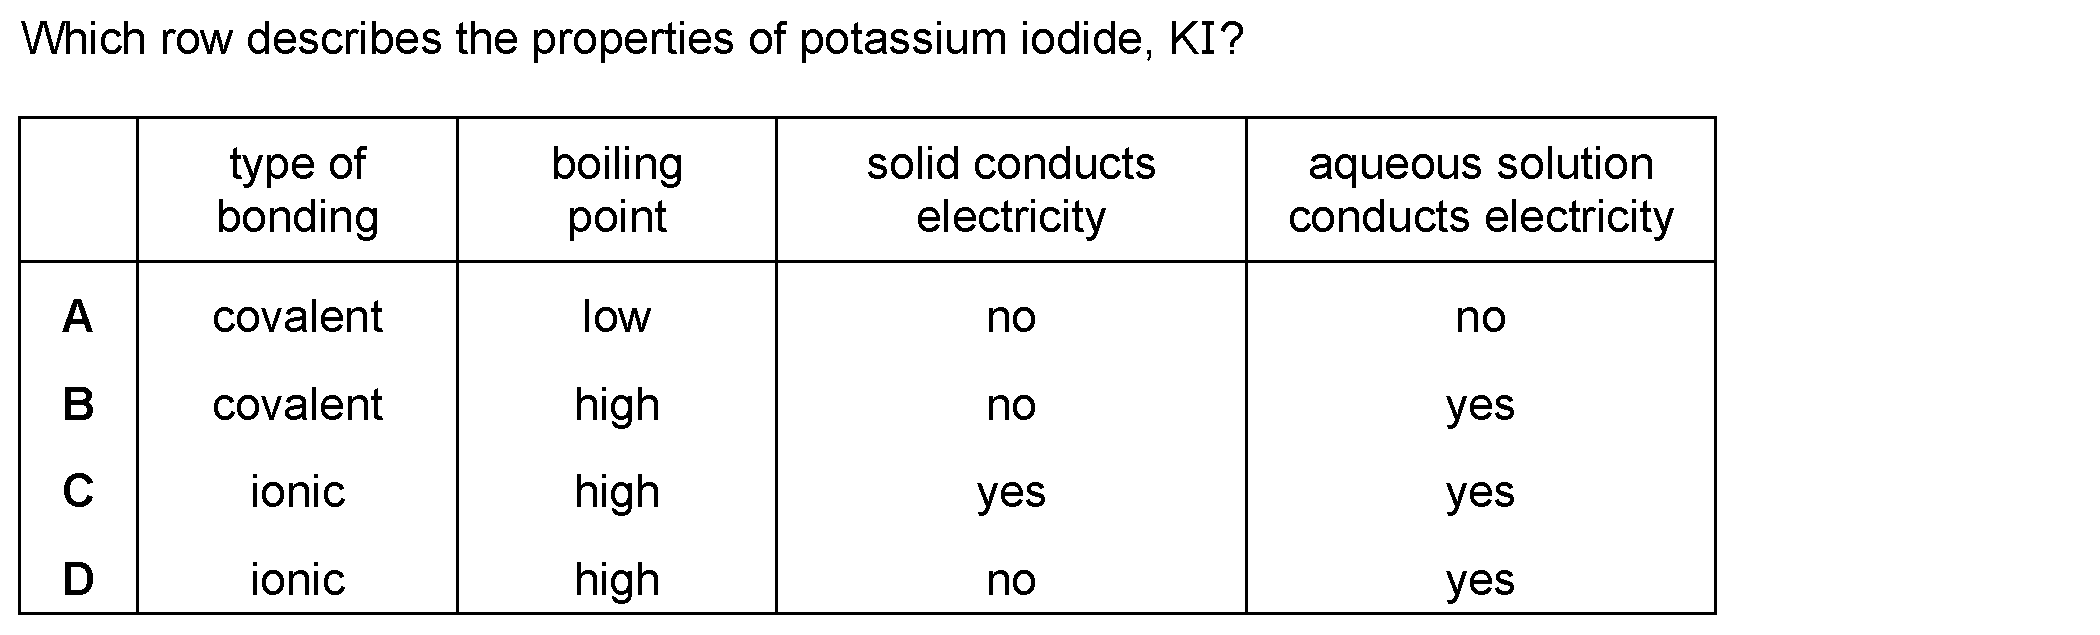 Which row describes the properties of potassium iodide, KI?
type of bonding boiling point solid conducts electricity aqueous solution conducts electricity
A covalent low no no
B covalent high no yes
C ionic high yes yes
D ionic high no yes